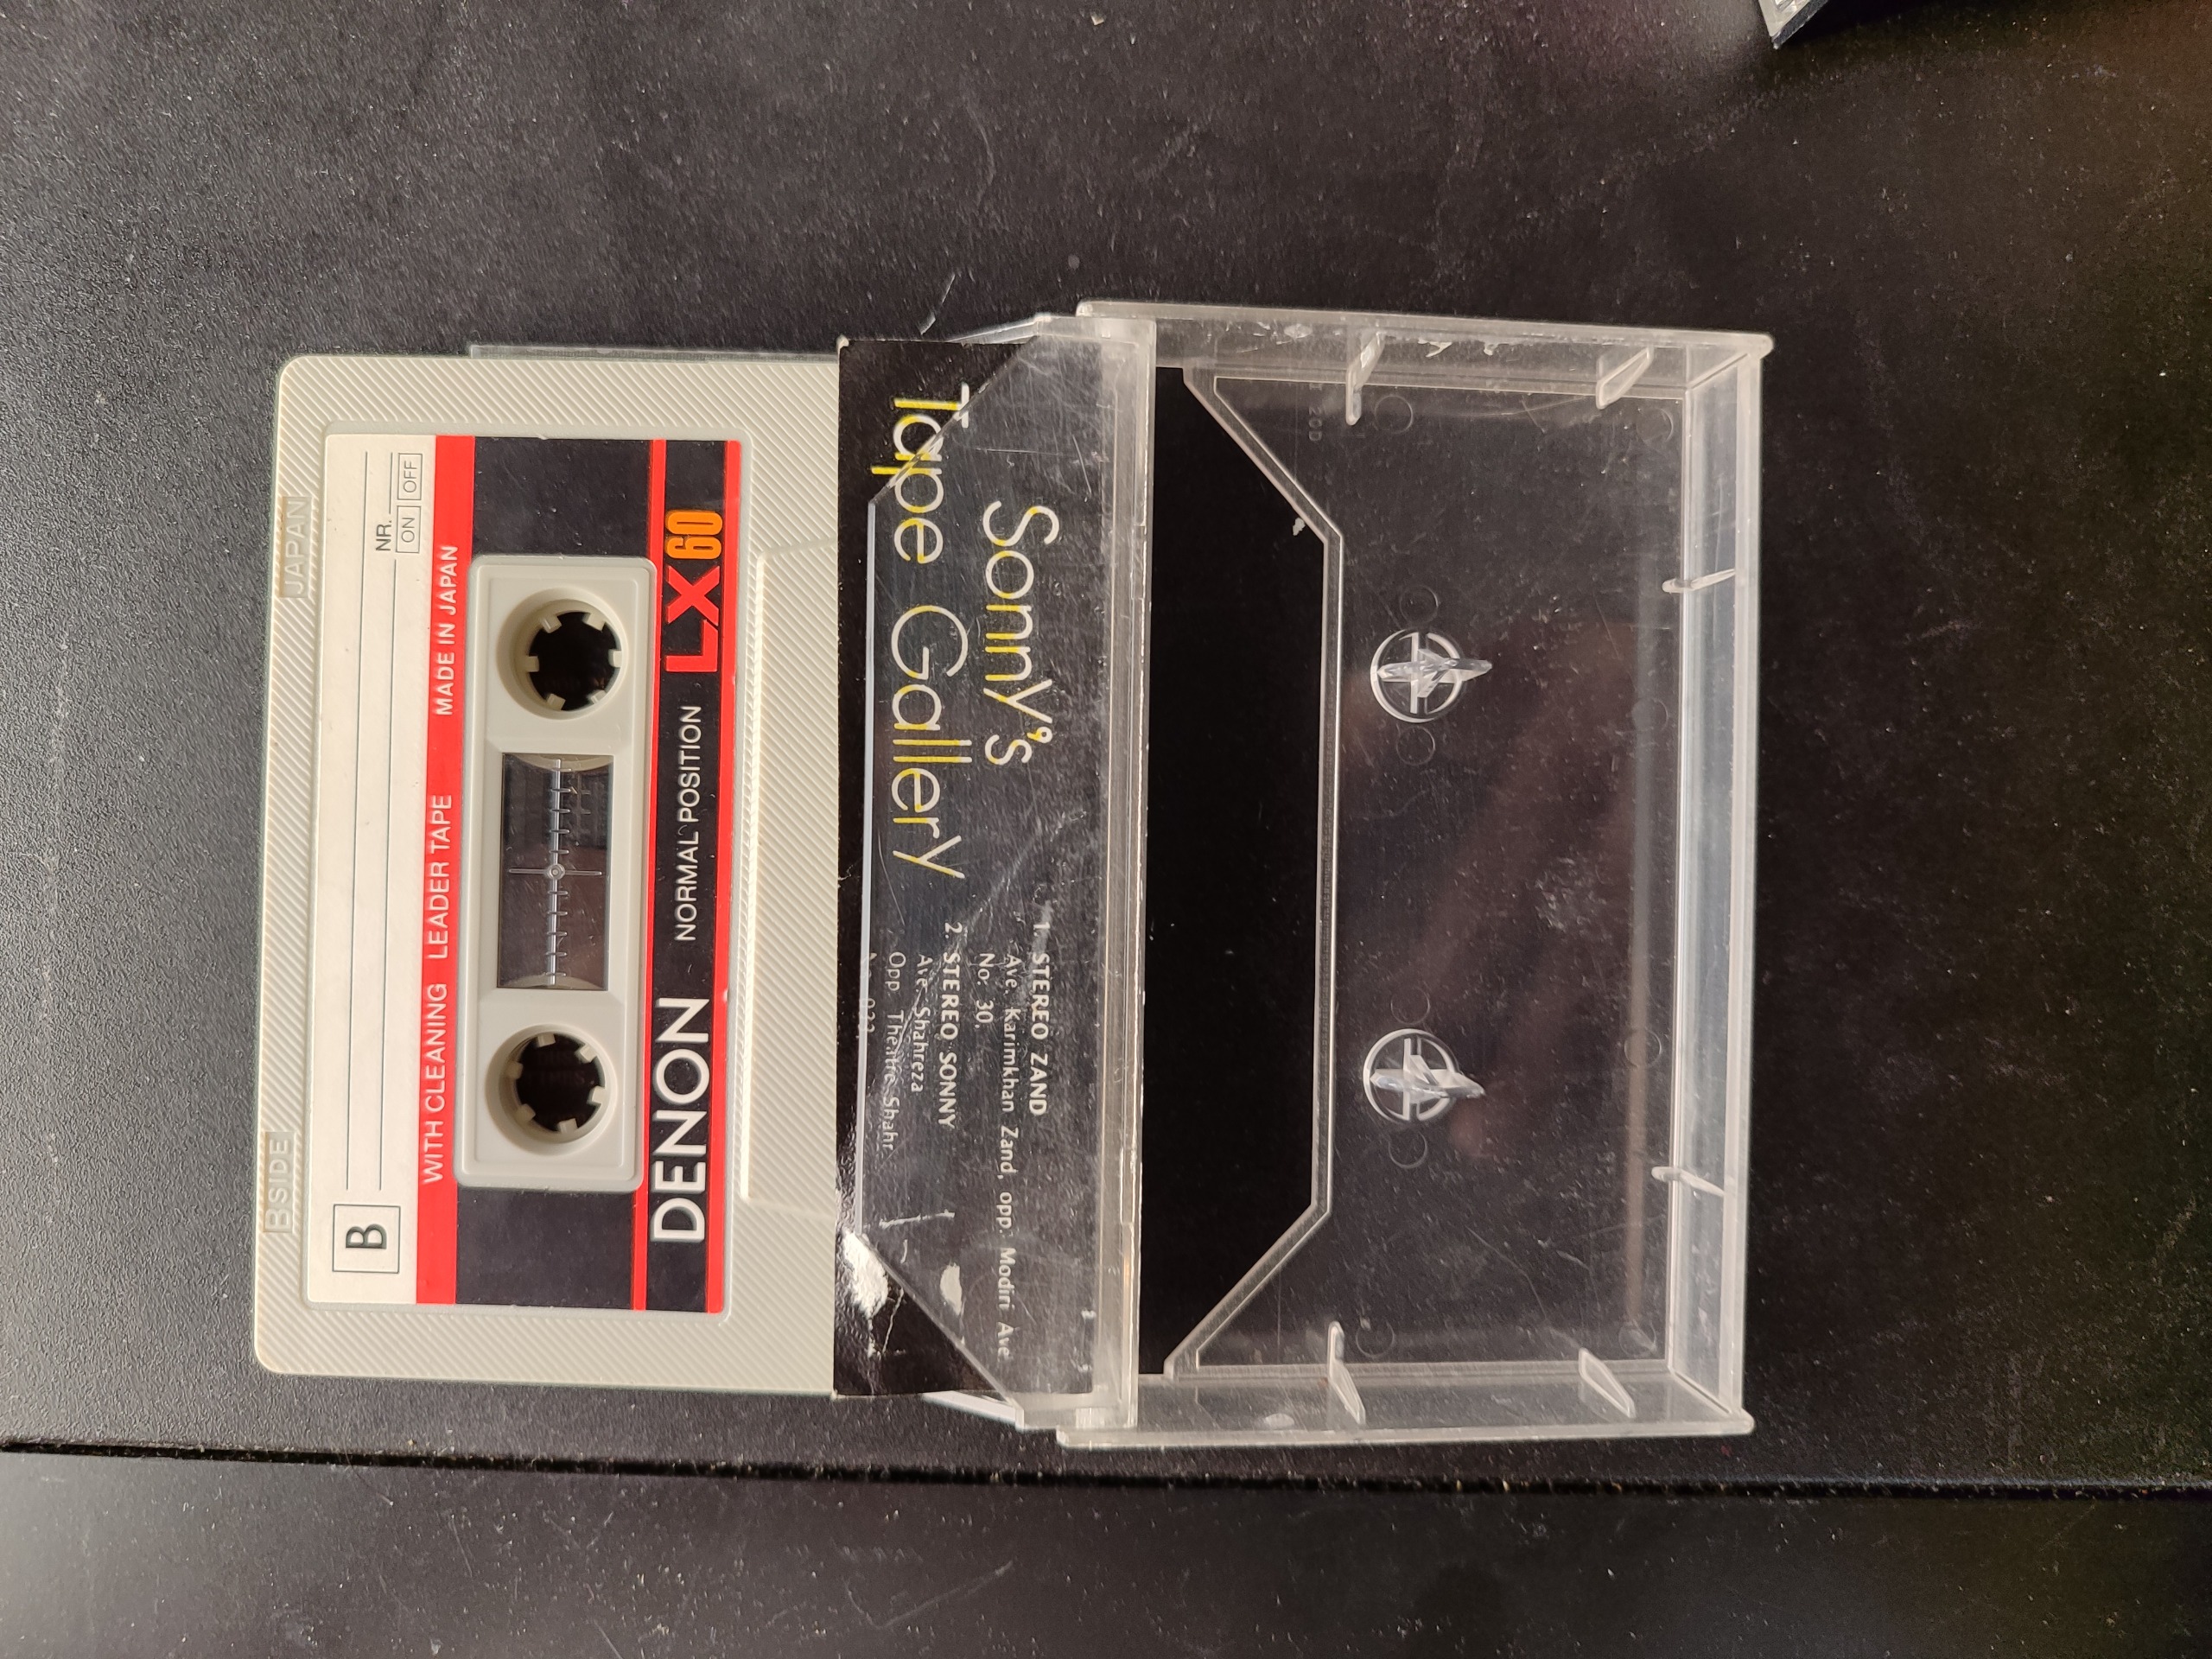 B SIDE
JAPAN
B
NR.
ON OFF
WITH CLEANING LEADER TAPE MADE IN JAPAN
DENON NORMAL POSITION LX60
Sonny's
Tape Gallery
1. STEREO ZAND
Ave. Karimkhan Zand, opp. Modiri Ave.
No. 30.
2. STEREO SONNY
Ave. Shahreza
Opp. Theatre Shahr.